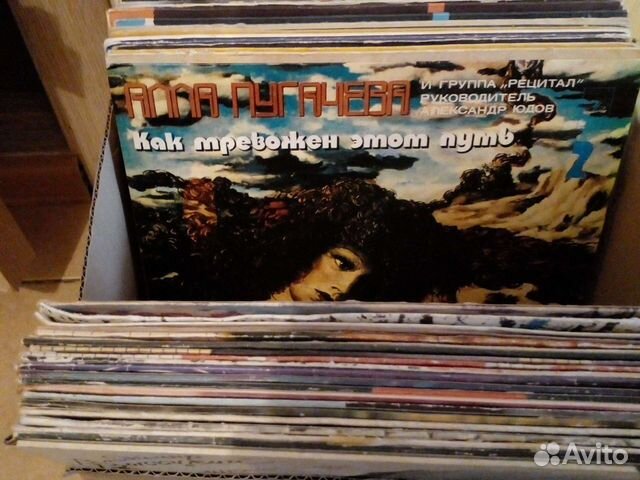 АЛЛА ПУГАЧЕВА
И ГРУППА „РЕЦИТАЛ"
РУКОВОДИТЕЛЬ
АЛЕКСАНДР ЮДОВ
Как тревожен этот путь
2
Avito